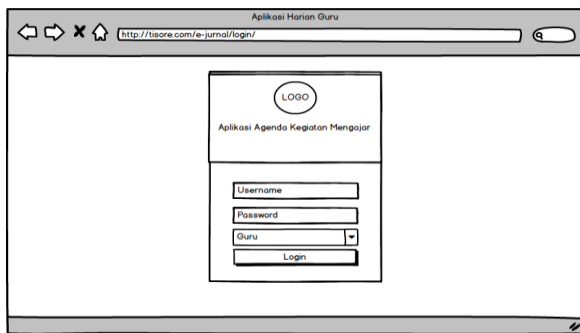 Aplikasi Harian Guru
http://tisore.com/e-jurnal/login/
LOGO
Aplikasi Agenda Kegiatan Mengajar
Username
Password
Guru
Login